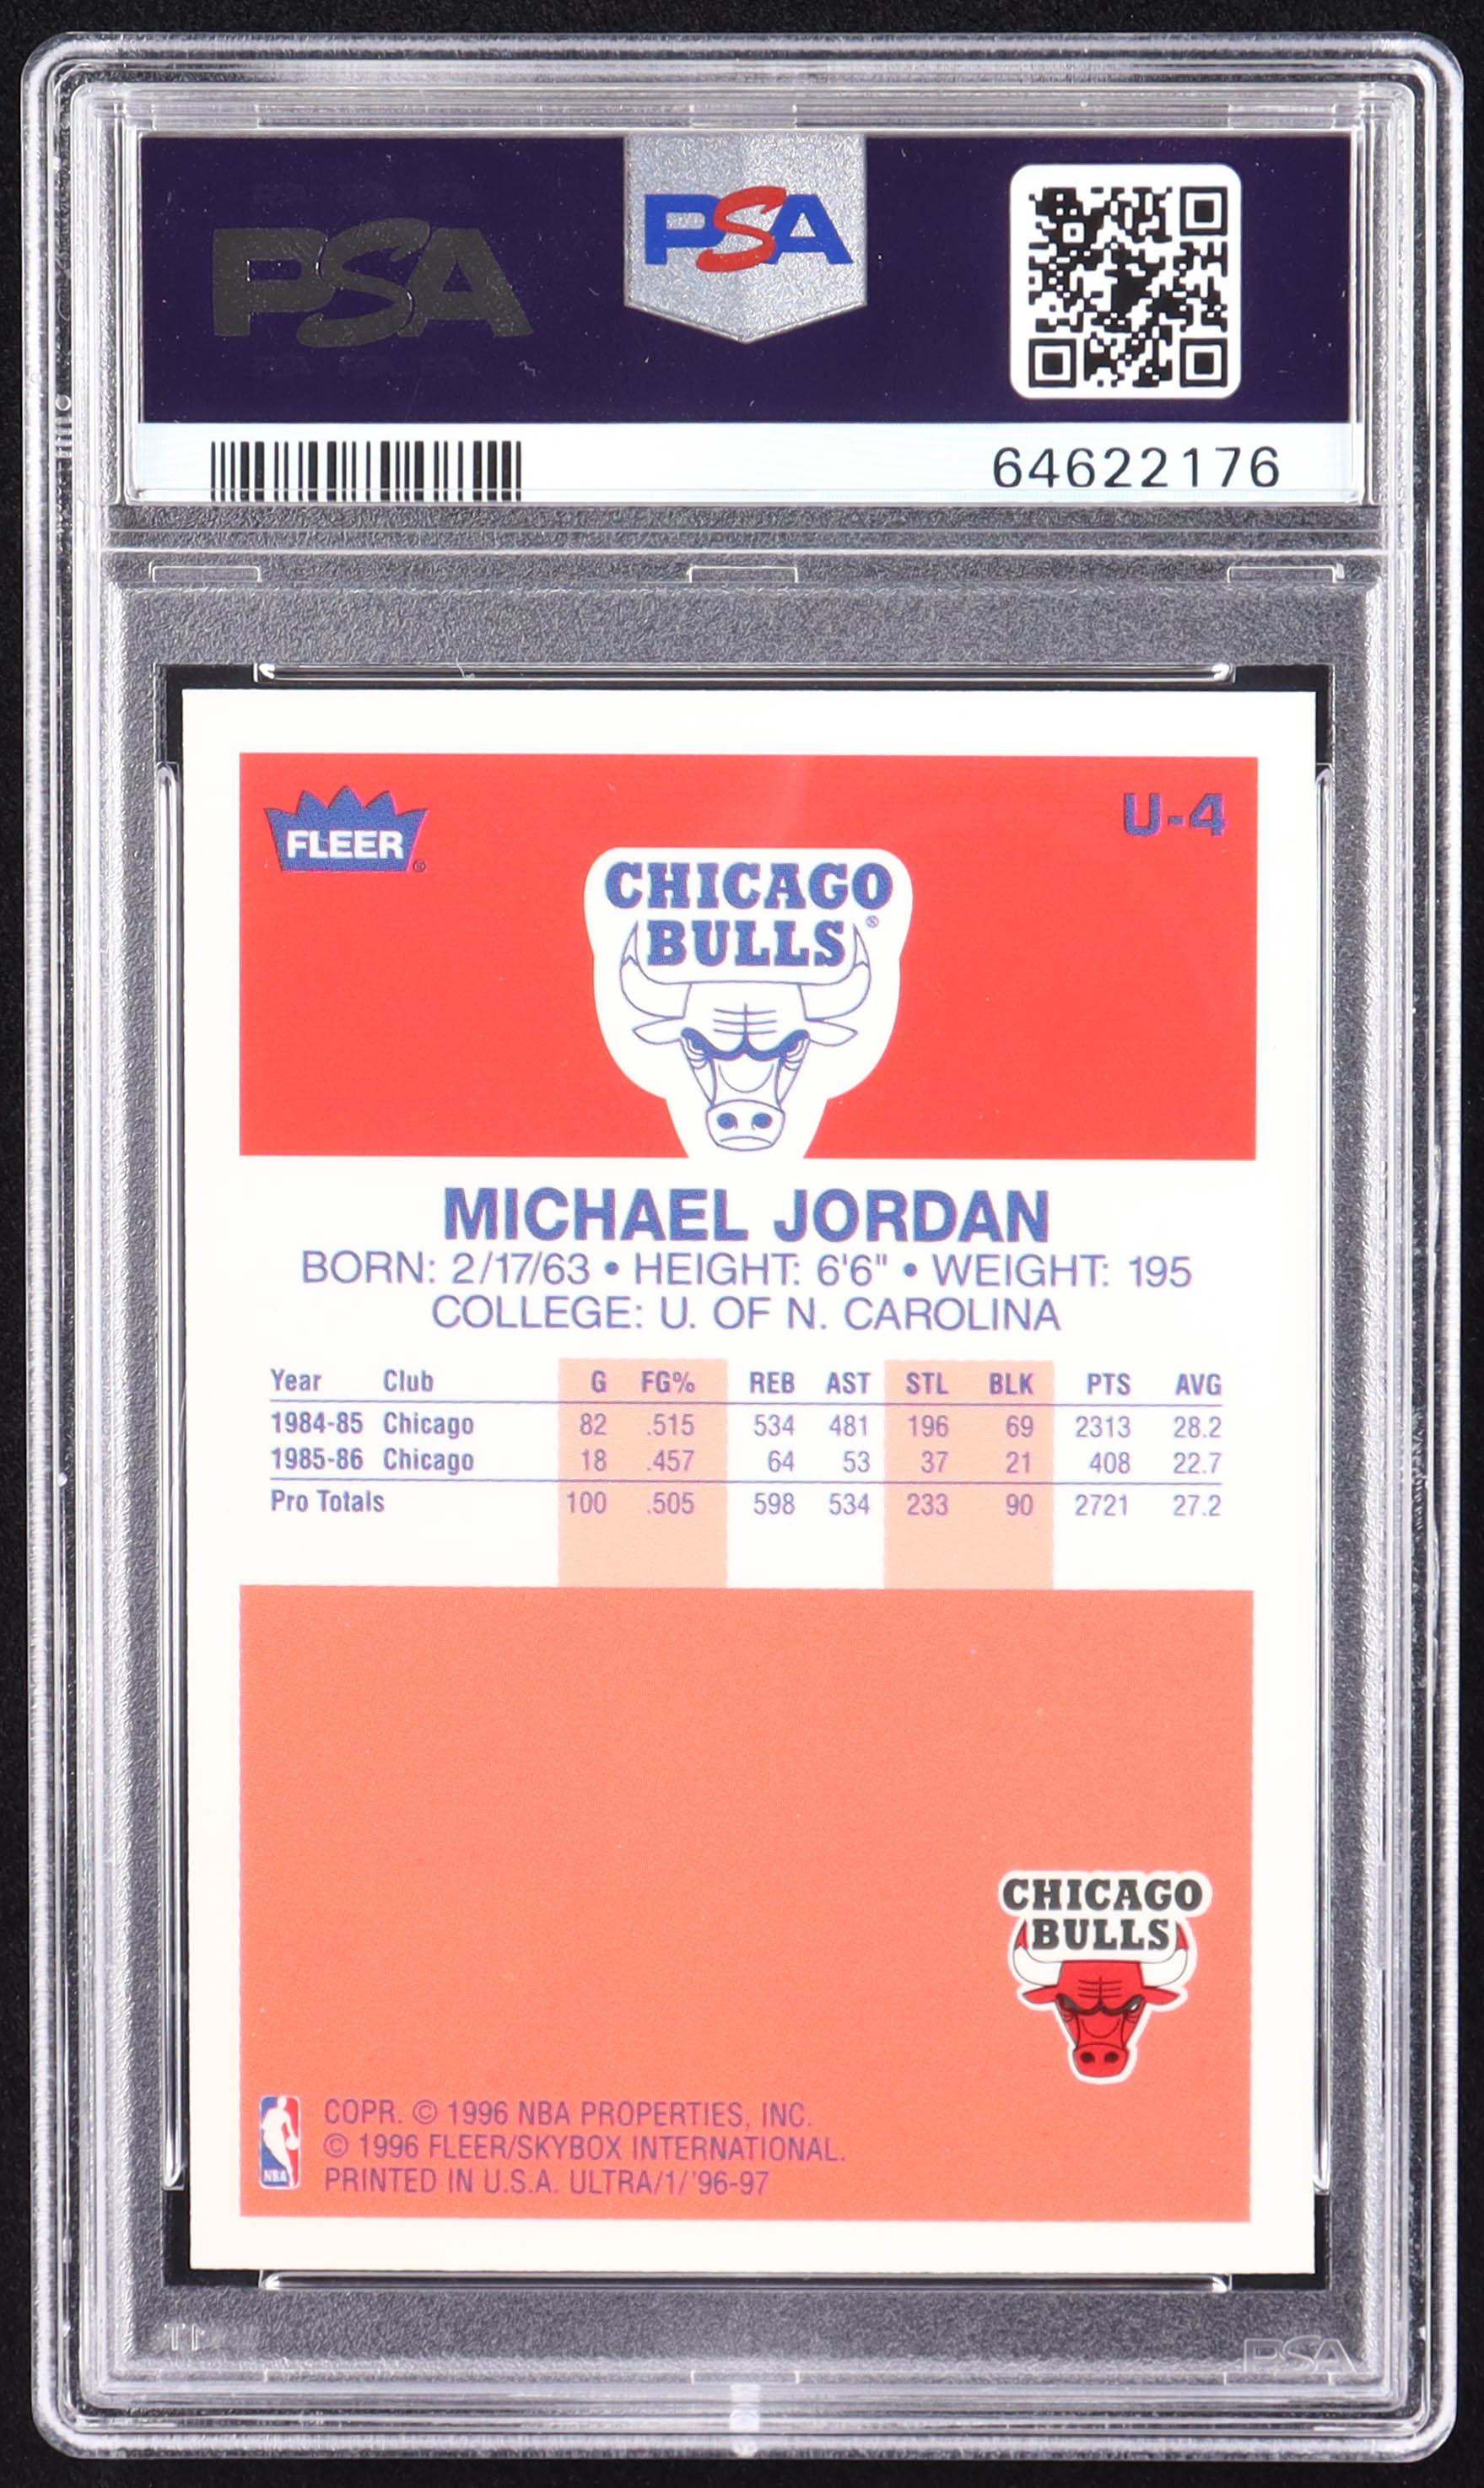 PSA
PSA
64622176
FLEER®
U-4
CHICAGO
BULLS®
MICHAEL JORDAN
BORN: 2/17/63 • HEIGHT: 6'6" • WEIGHT: 195
COLLEGE: U. OF N. CAROLINA
Year Club G FG% REB AST STL BLK PTS AVG
1984-85 Chicago 82 .515 534 481 196 69 2313 28.2
1985-86 Chicago 18 .457 64 53 37 21 408 22.7
Pro Totals 100 .505 598 534 233 90 2721 27.2
CHICAGO
BULLS
NBA
COPR. © 1996 NBA PROPERTIES, INC.
© 1996 FLEER/SKYBOX INTERNATIONAL.
PRINTED IN U.S.A. ULTRA/1/'96-97
PSA